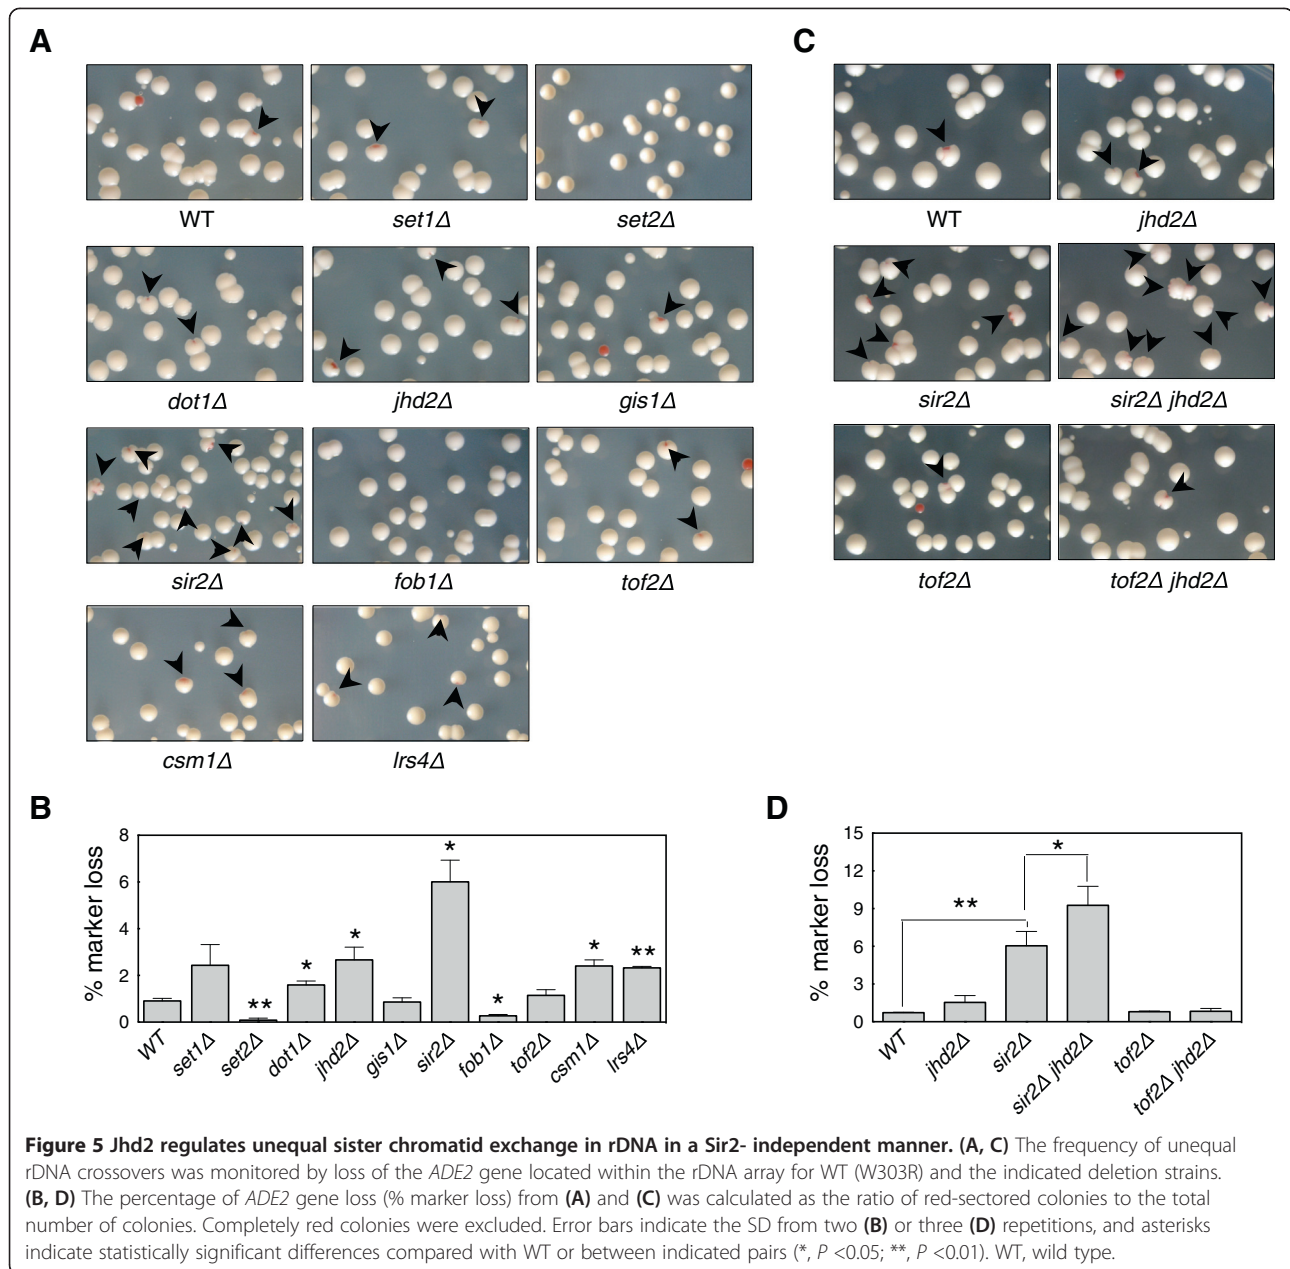 A
C
WT
set1Δ
set2Δ
WT
jhd2Δ
dot1Δ
jhd2Δ
gis1Δ
sir2Δ
sir2Δ jhd2Δ
sir2Δ
fob1Δ
tof2Δ
tof2Δ
tof2Δ jhd2Δ
csm1Δ
lrs4Δ
B
% marker loss
8
6
4
2
0
**
*
*
*
*
*
**
WT
set1Δ
set2Δ
dot1Δ
jhd2Δ
gis1Δ
sir2Δ
fob1Δ
tof2Δ
csm1Δ
lrs4Δ
D
% marker loss
15
12
9
6
3
0
**
*
WT
jhd2Δ
sir2Δ
sir2Δ jhd2Δ
tof2Δ
tof2Δ jhd2Δ
Figure 5 Jhd2 regulates unequal sister chromatid exchange in rDNA in a Sir2- independent manner. (A, C) The frequency of unequal
rDNA crossovers was monitored by loss of the ADE2 gene located within the rDNA array for WT (W303R) and the indicated deletion strains.
(B, D) The percentage of ADE2 gene loss (% marker loss) from (A) and (C) was calculated as the ratio of red-sectored colonies to the total
number of colonies. Completely red colonies were excluded. Error bars indicate the SD from two (B) or three (D) repetitions, and asterisks
indicate statistically significant differences compared with WT or between indicated pairs (*, P <0.05; **, P <0.01). WT, wild type.